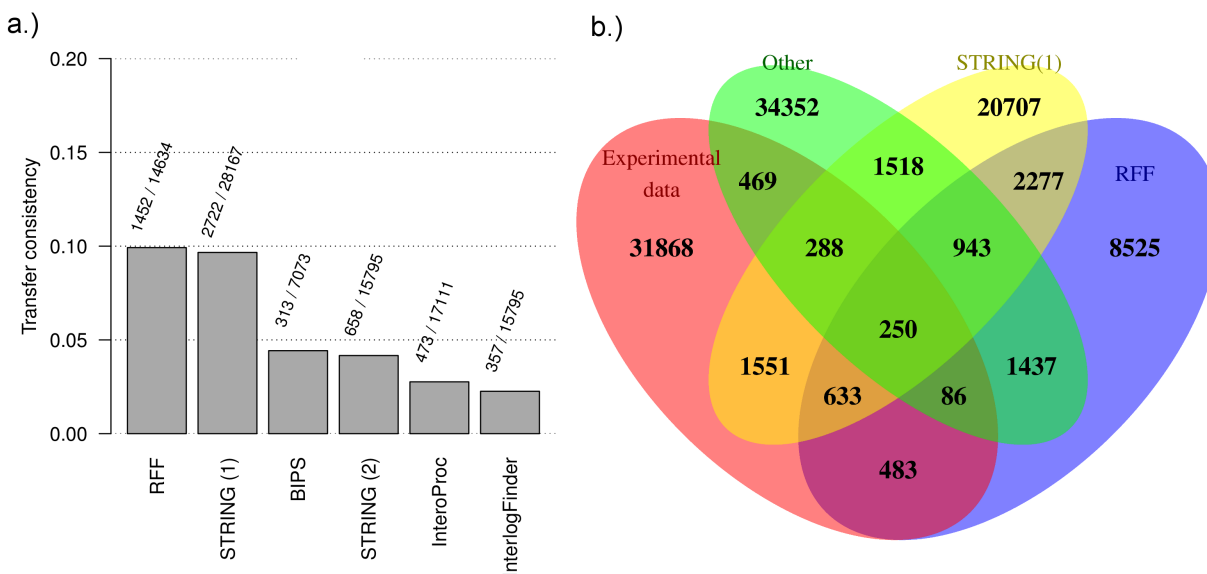 a.)
0.20
0.15
0.10
0.05
0.00
Transfer consistency
1452 / 14634
2722 / 28167
313 / 7073
658 / 15795
473 / 17111
357 / 15795
RFF
STRING (1)
BIPS
STRING (2)
InteroProc
nterlogFinder
b.)
Other
STRING(1)
34352
20707
Experimental
data
RFF
469
1518
2277
31868
288
943
8525
250
1551
1437
633
86
483